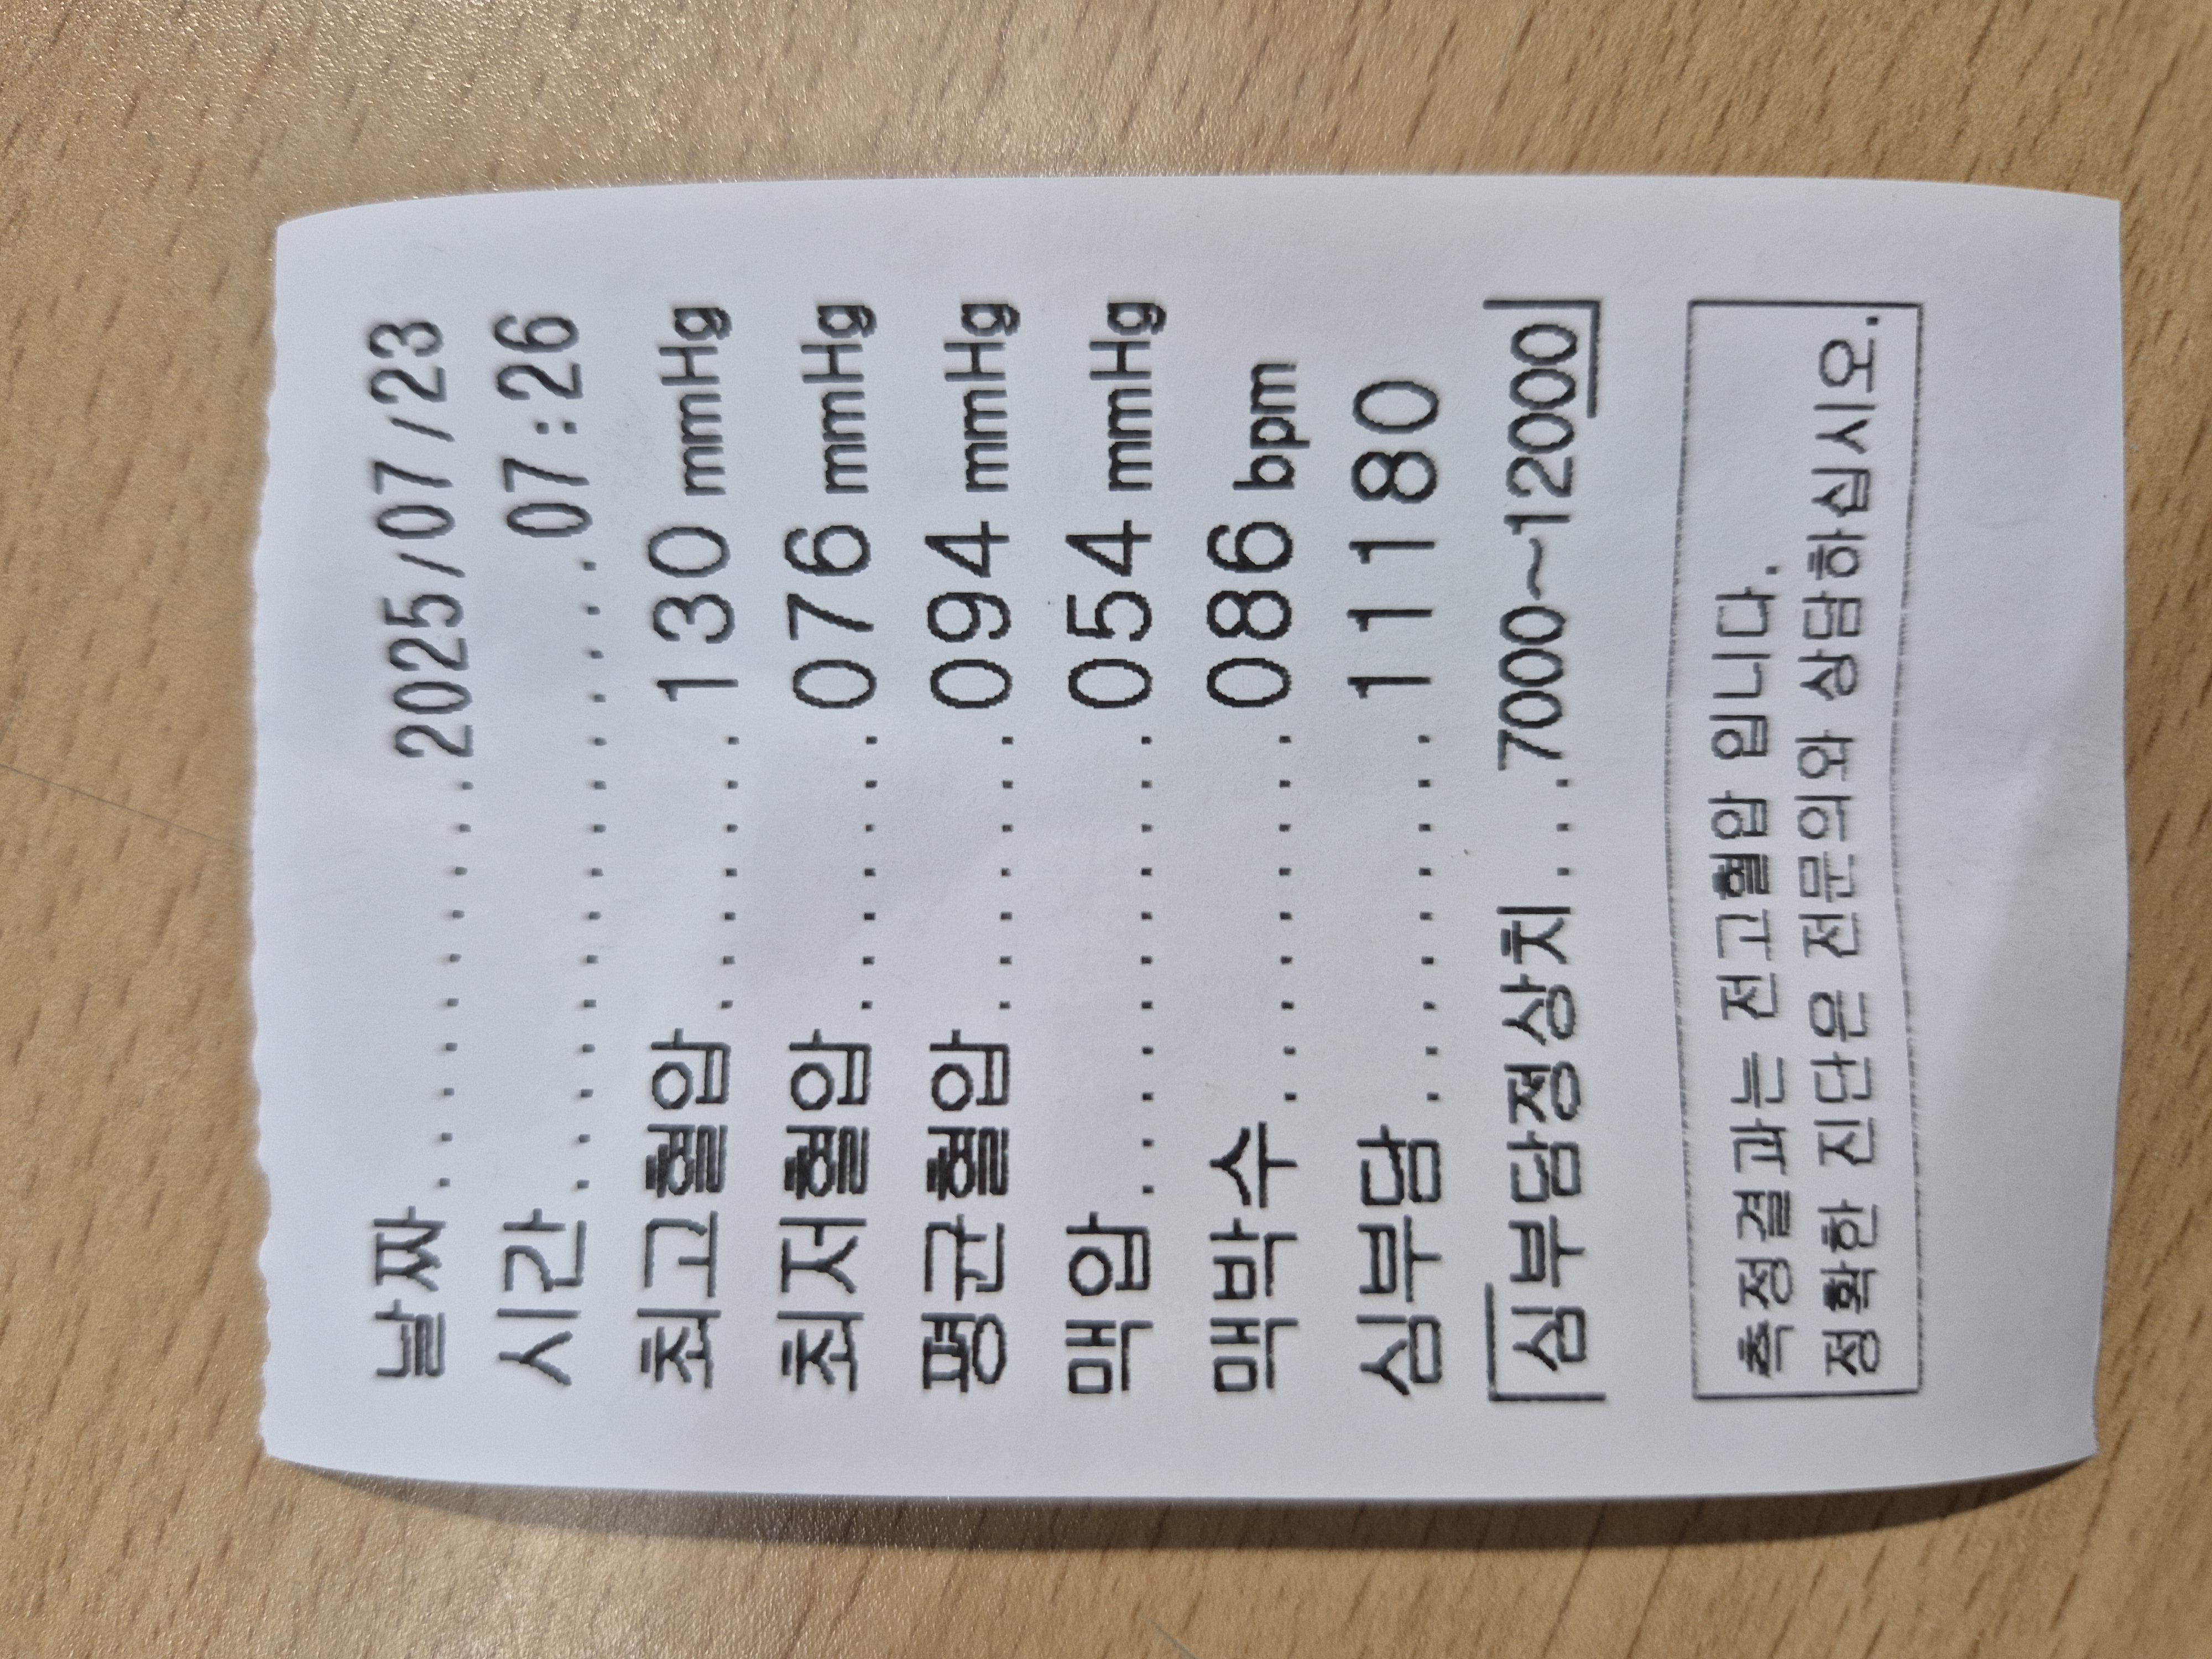 날짜.................2025/07/23
시간......................07:26
최고혈압........130 mmHg
최저혈압........076 mmHg
평균혈압........094 mmHg
맥압............054 mmHg
맥박수..........086 bpm
심부담..........11180
심부담정상치...7000~12000
측정결과는 전고혈압 입니다.
정확한 진단은 전문의와 상담하십시오.